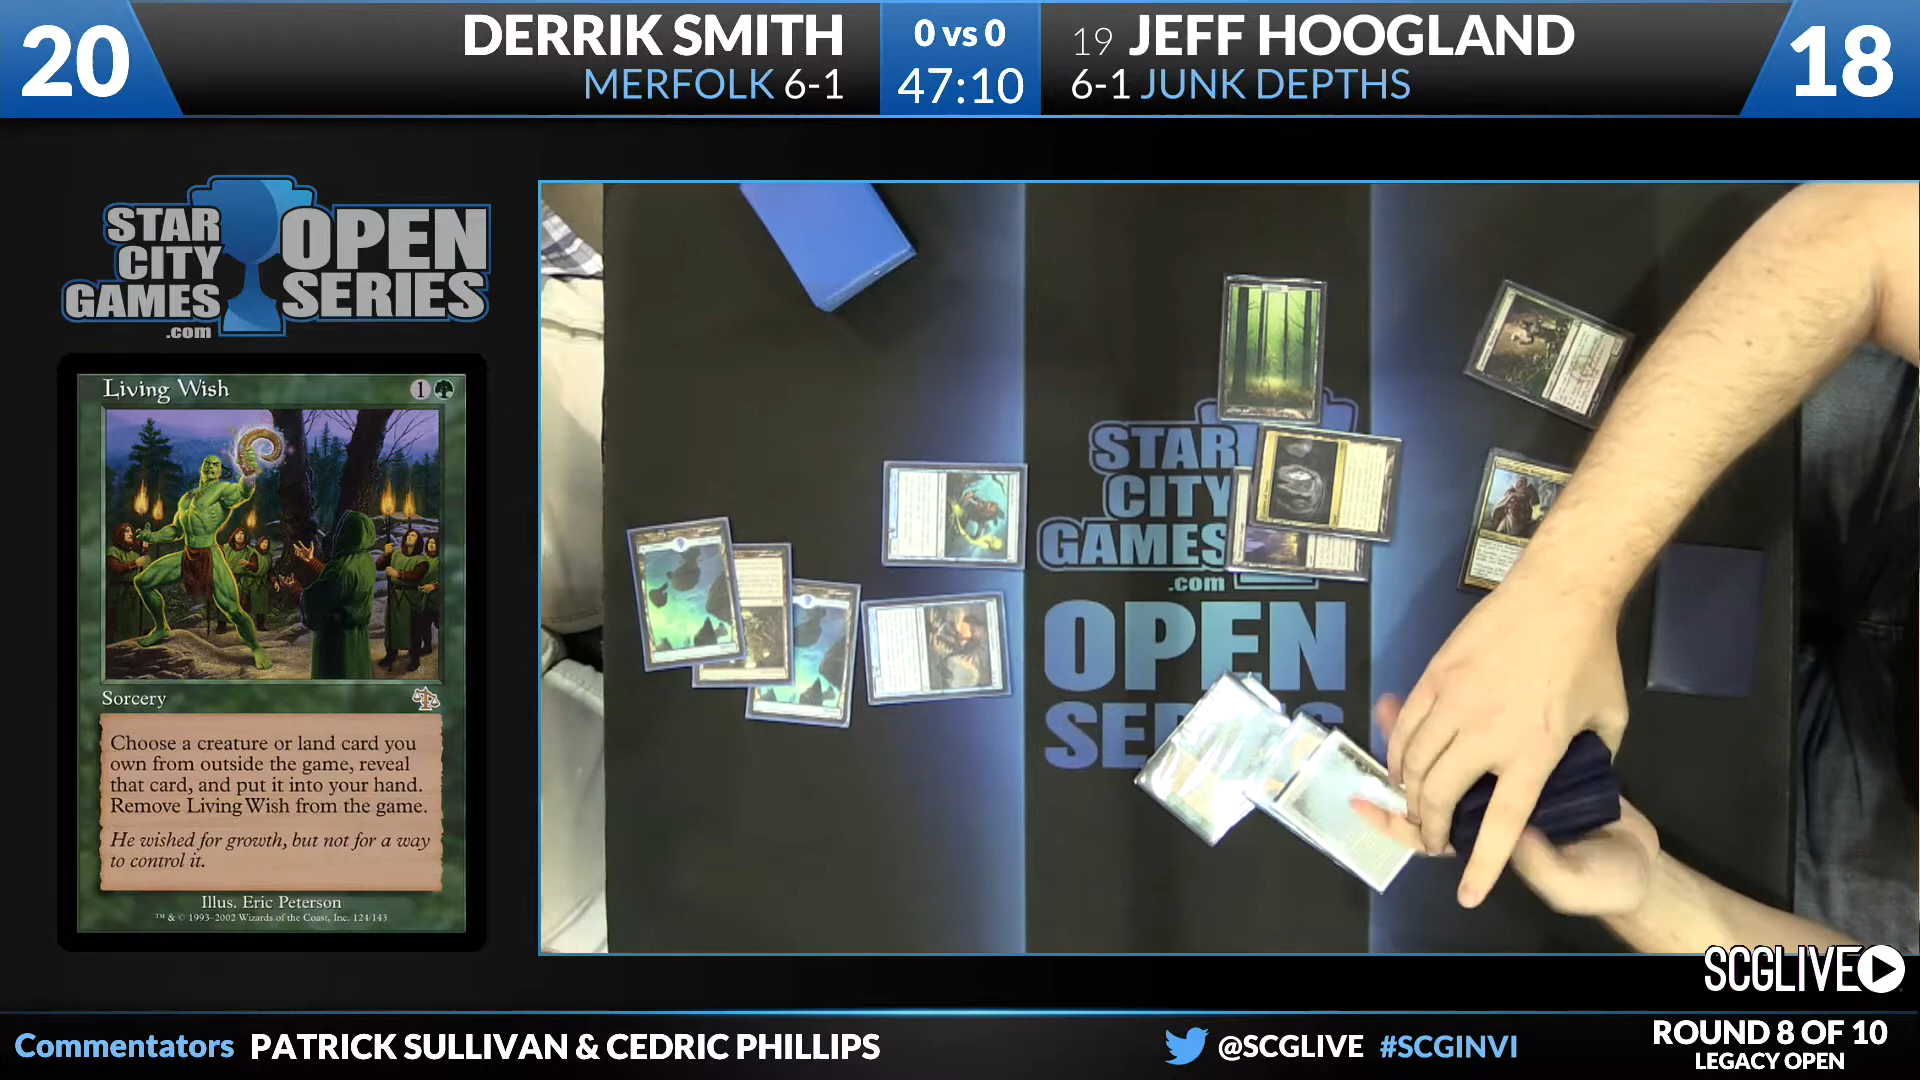 20
DERRIK SMITH
MERFOLK 6-1
0 vs 0
47:10
19 JEFF HOOGLAND
6-1 JUNK DEPTHS
18
STAR
CITY
GAMES
.com
OPEN
SERIES
Living Wish 1
Sorcery
Choose a creature or land card you
own from outside the game, reveal
that card, and put it into your hand.
Remove Living Wish from the game.
He wished for growth, but not for a way
to control it.
Illus. Eric Peterson
™ & © 1993-2002 Wizards of the Coast, Inc. 124/143
STAR
CITY
GAMES
.com
OPEN
SE
SCGLIVE
Commentators PATRICK SULLIVAN & CEDRIC PHILLIPS
@SCGLIVE #SCGINVI
ROUND 8 OF 10
LEGACY OPEN